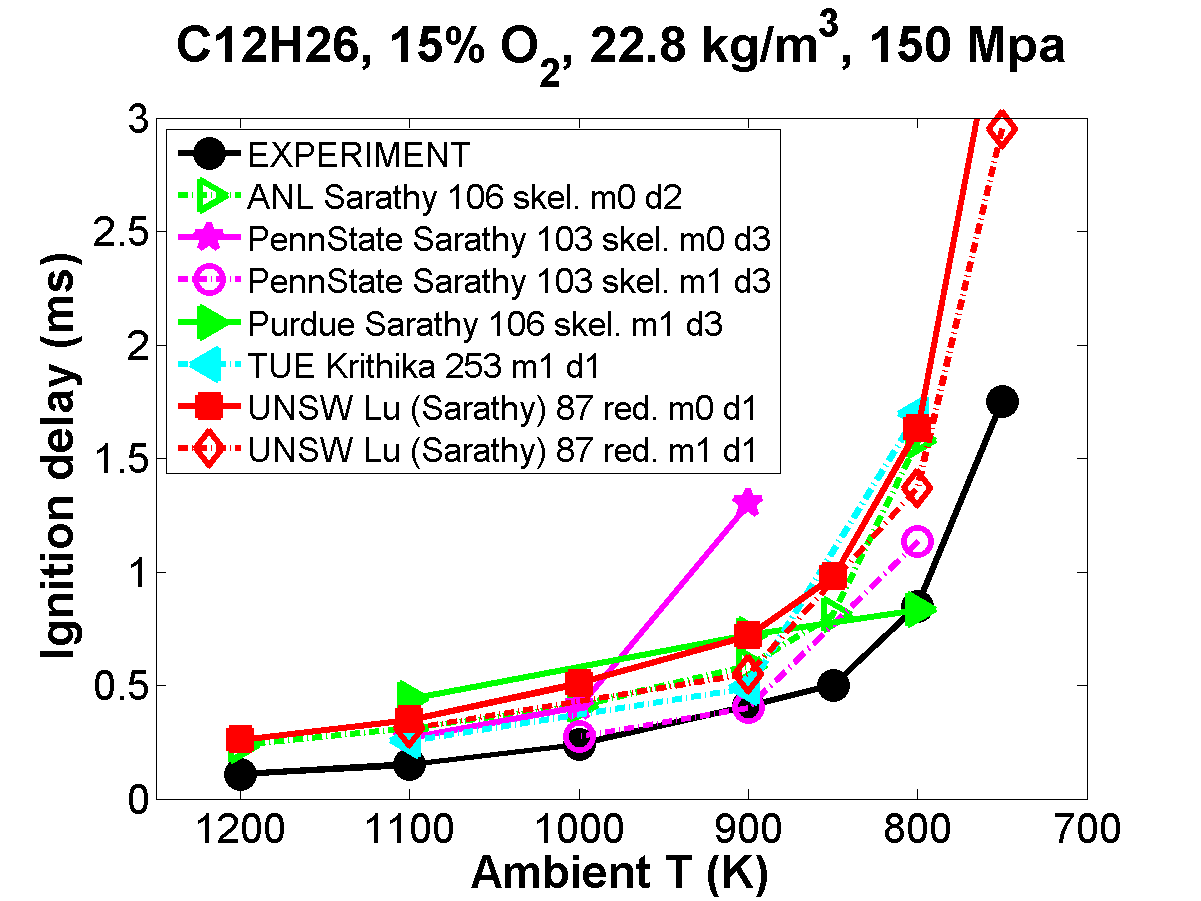 C12H26, 15% O2, 22.8 kg/m3, 150 Mpa
3
2.5
2
1.5
1
0.5
0
Ignition delay (ms)
EXPERIMENT
ANL Sarathy 106 skel. m0 d2
PennState Sarathy 103 skel. m0 d3
PennState Sarathy 103 skel. m1 d3
Purdue Sarathy 106 skel. m1 d3
TUE Krithika 253 m1 d1
UNSW Lu (Sarathy) 87 red. m0 d1
UNSW Lu (Sarathy) 87 red. m1 d1
1200 1100 1000 900 800 700
Ambient T (K)